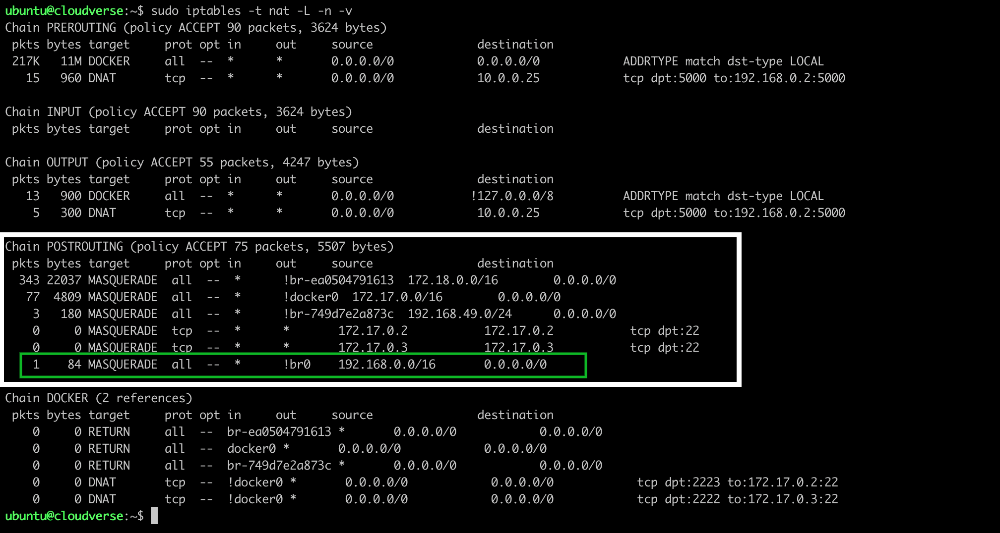 ubuntu@cloudverse:~$ sudo iptables -t nat -L -n -v
Chain PREROUTING (policy ACCEPT 90 packets, 3624 bytes)
 pkts bytes target     prot opt in     out     source               destination
 217K   11M DOCKER     all  --  *      *       0.0.0.0/0            0.0.0.0/0            ADDRTYPE match dst-type LOCAL
   15   960 DNAT       tcp  --  *      *       0.0.0.0/0            10.0.0.25            tcp dpt:5000 to:192.168.0.2:5000

Chain INPUT (policy ACCEPT 90 packets, 3624 bytes)
 pkts bytes target     prot opt in     out     source               destination

Chain OUTPUT (policy ACCEPT 55 packets, 4247 bytes)
 pkts bytes target     prot opt in     out     source               destination
   13   900 DOCKER     all  --  *      *       0.0.0.0/0           !127.0.0.0/8          ADDRTYPE match dst-type LOCAL
    5   300 DNAT       tcp  --  *      *       0.0.0.0/0            10.0.0.25            tcp dpt:5000 to:192.168.0.2:5000

Chain POSTROUTING (policy ACCEPT 75 packets, 5507 bytes)
 pkts bytes target     prot opt in     out     source               destination
  343 22037 MASQUERADE  all  --  *      !br-ea0504791613  172.18.0.0/16        0.0.0.0/0
   77  4809 MASQUERADE  all  --  *      !docker0  172.17.0.0/16        0.0.0.0/0
    3   180 MASQUERADE  all  --  *      !br-749d7e2a873c  192.168.49.0/24      0.0.0.0/0
    0     0 MASQUERADE  tcp  --  *      *       172.17.0.2           172.17.0.2           tcp dpt:22
    0     0 MASQUERADE  tcp  --  *      *       172.17.0.3           172.17.0.3           tcp dpt:22
    1    84 MASQUERADE  all  --  *      !br0    192.168.0.0/16       0.0.0.0/0

Chain DOCKER (2 references)
 pkts bytes target     prot opt in     out     source               destination
    0     0 RETURN     all  --  br-ea0504791613 *       0.0.0.0/0            0.0.0.0/0
    0     0 RETURN     all  --  docker0 *       0.0.0.0/0            0.0.0.0/0
    0     0 RETURN     all  --  br-749d7e2a873c *       0.0.0.0/0            0.0.0.0/0
    0     0 DNAT       tcp  --  !docker0 *       0.0.0.0/0            0.0.0.0/0            tcp dpt:2223 to:172.17.0.2:22
    0     0 DNAT       tcp  --  !docker0 *       0.0.0.0/0            0.0.0.0/0            tcp dpt:2222 to:172.17.0.3:22
ubuntu@cloudverse:~$